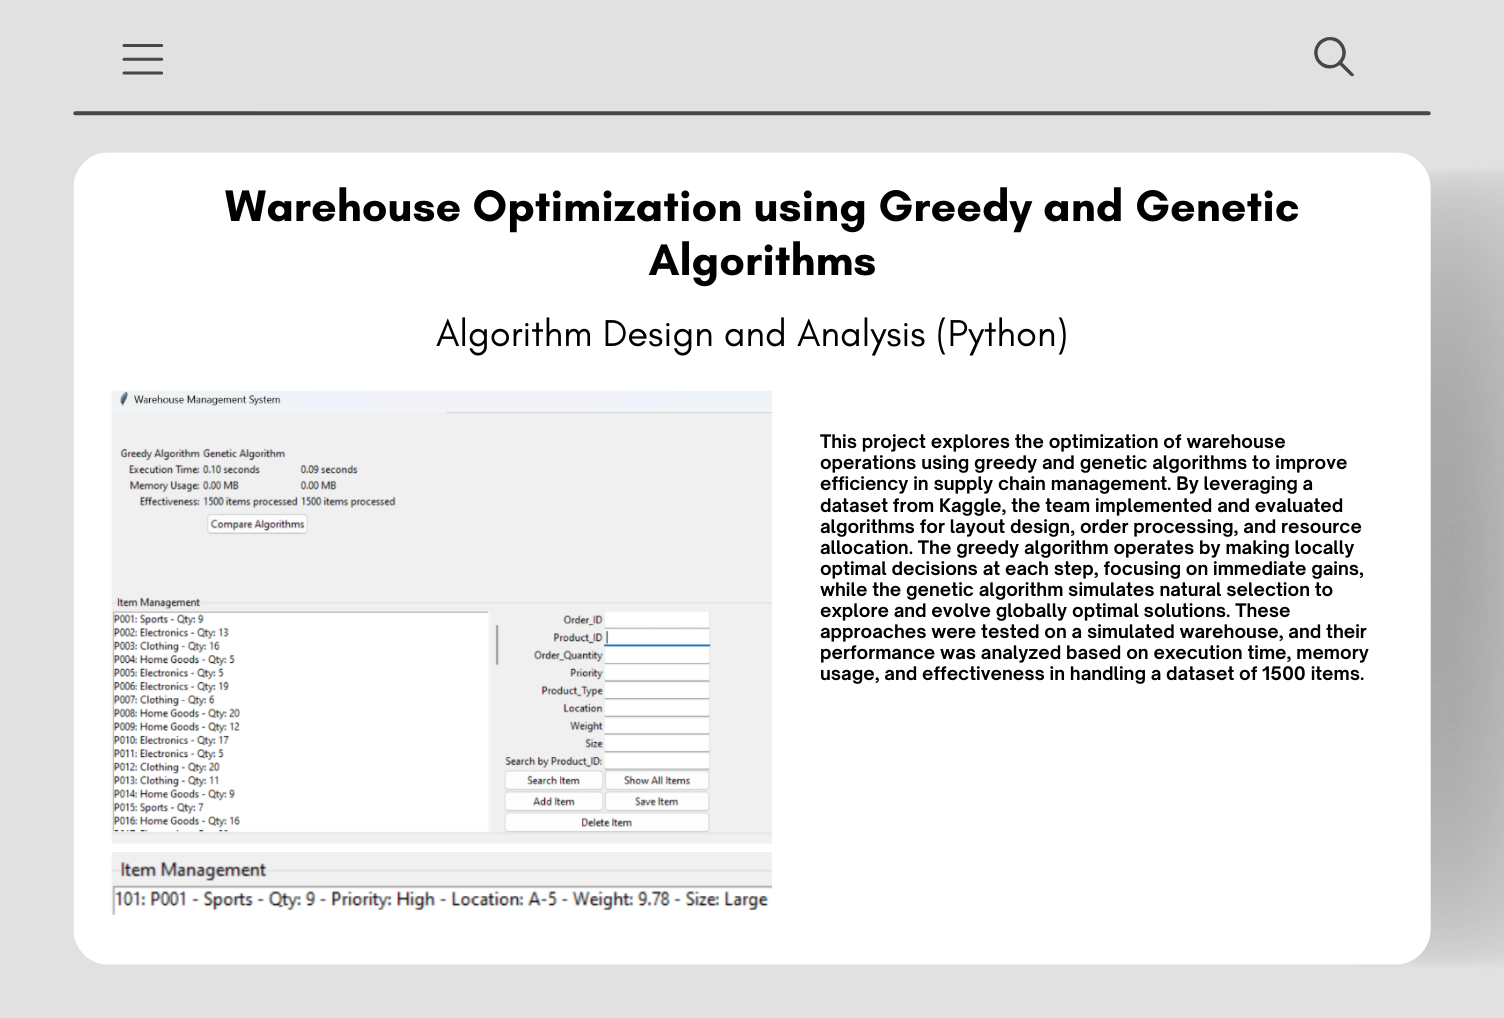 Warehouse Optimization using Greedy and Genetic
Algorithms
Algorithm Design and Analysis (Python)
Warehouse Management System
Greedy Algorithm Genetic Algorithm
Execution Time: 0.10 seconds 0.09 seconds
Memory Usage: 0.00 MB 0.00 MB
Effectiveness: 1500 items processed 1500 items processed
Compare Algorithms
Item Management
P001: Sports - Qty: 9
P002: Electronics - Qty: 13
P003: Clothing - Qty: 16
P004: Home Goods - Qty: 5
P005: Electronics - Qty: 5
P006: Electronics - Qty: 19
P007: Clothing - Qty: 6
P008: Home Goods - Qty: 20
P009: Home Goods - Qty: 12
P010: Electronics - Qty: 17
P011: Electronics - Qty: 5
P012: Clothing - Qty: 20
P013: Clothing - Qty: 11
P014: Home Goods - Qty: 9
P015: Sports - Qty: 7
P016: Home Goods - Qty: 16
Order_ID
Product_ID
Order_Quantity
Priority
Product_Type
Location
Weight
Size
Search by Product_ID:
Search Item Show All Items
Add Item Save Item
Delete Item
Item Management
101: P001 - Sports - Qty: 9 - Priority: High - Location: A-5 - Weight: 9.78 - Size: Large
This project explores the optimization of warehouse
operations using greedy and genetic algorithms to improve
efficiency in supply chain management. By leveraging a
dataset from Kaggle, the team implemented and evaluated
algorithms for layout design, order processing, and resource
allocation. The greedy algorithm operates by making locally
optimal decisions at each step, focusing on immediate gains,
while the genetic algorithm simulates natural selection to
explore and evolve globally optimal solutions. These
approaches were tested on a simulated warehouse, and their
performance was analyzed based on execution time, memory
usage, and effectiveness in handling a dataset of 1500 items.